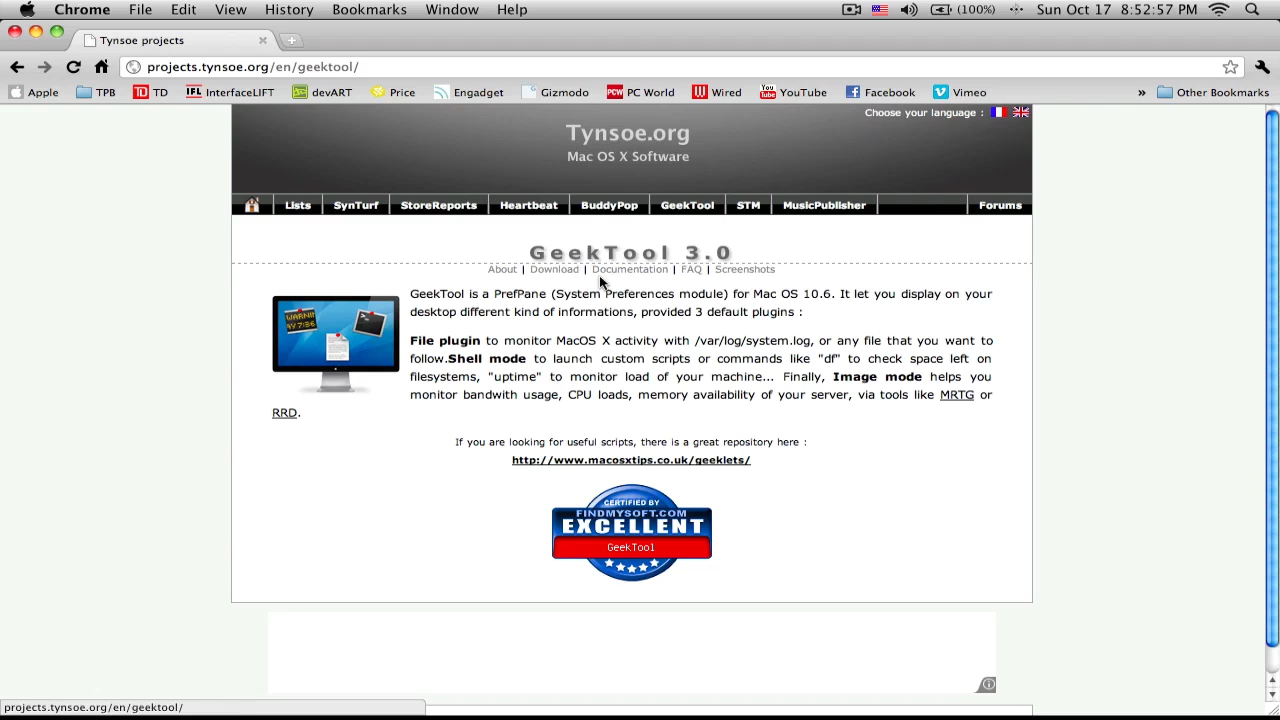 Chrome File Edit View History Bookmarks Window Help (100%) Sun Oct 17 8:52:57 PM
Tynsoe projects
projects.tynsoe.org/en/geektool/
Apple TPB TD TD IFL InterfaceLIFT devART Price Engadget Gizmodo PCW PC World W Wired You Tube YouTube Facebook Vimeo » Other Bookmarks
Choose your language :
Tynsoe.org
Mac OS X Software
Lists SynTurf StoreReports Heartbeat BuddyPop GeekTool STM MusicPublisher Forums
GeekTool 3.0
About | Download | Documentation | FAQ | Screenshots
GeekTool is a PrefPane (System Preferences module) for Mac OS 10.6. It let you display on your
desktop different kind of informations, provided 3 default plugins :
File plugin to monitor MacOS X activity with /var/log/system.log, or any file that you want to
follow.Shell mode to launch custom scripts or commands like "df" to check space left on
filesystems, "uptime" to monitor load of your machine... Finally, Image mode helps you
monitor bandwith usage, CPU loads, memory availability of your server, via tools like MRTG or
RRD.
If you are looking for useful scripts, there is a great repository here :
http://www.macosxtips.co.uk/geeklets/
CERTIFIED BY
FINDMYSOFT.COM
EXCELLENT
GeekTool
projects.tynsoe.org/en/geektool/